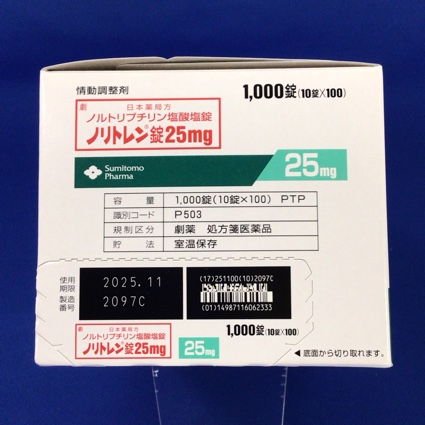 情動調整剤
1,000錠(10錠×100)
劇
日本薬局方
ノルトリプチリン塩酸塩錠
ノリトレン®錠25mg
Sumitomo
Pharma
25mg
容量 1,000錠(10錠×100) PTP
識別コード P503
規制区分 劇薬 処方箋医薬品
貯法 室温保存
使用
期限
2025.11
製造
番号
2097C
(17)251100(10)2097C
(01)14987116062333
日本薬局方
ノルトリプチリン塩酸塩錠
ノリトレン錠25mg
25mg
1,000錠(10錠×100)
◀ 底面から切り取れます。